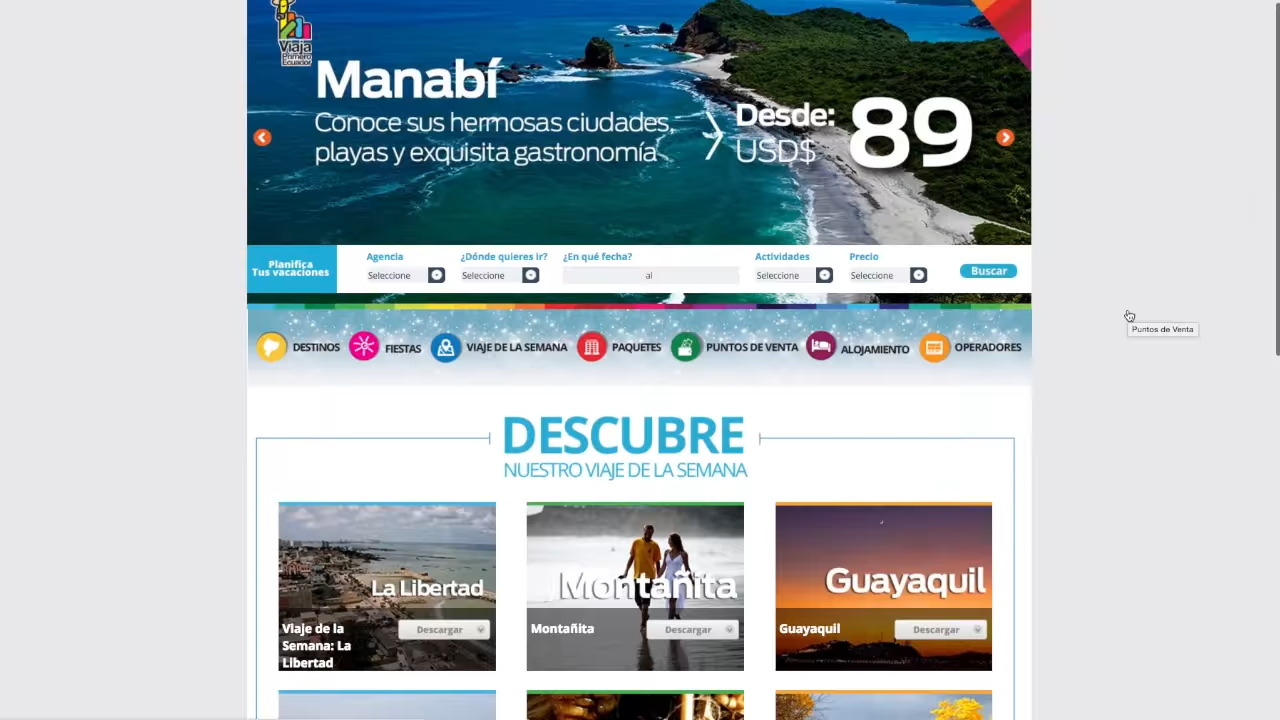 Viaja
Primero
Ecuador
Manabí
Conoce sus hermosas ciudades,
playas y exquisita gastronomía
Desde:
USD$
89
Planifica
Tus vacaciones
Agencia
Seleccione
¿Dónde quieres ir?
Seleccione
¿En qué fecha?
al
Actividades
Seleccione
Precio
Seleccione
Buscar
Puntos de Venta
DESTINOS
FIESTAS
VIAJE DE LA SEMANA
PAQUETES
PUNTOS DE VENTA
ALOJAMIENTO
OPERADORES
DESCUBRE
NUESTRO VIAJE DE LA SEMANA
La Libertad
Viaje de la
Semana: La
Libertad
Descargar
Montañita
Montañita
Descargar
Guayaquil
Guayaquil
Descargar